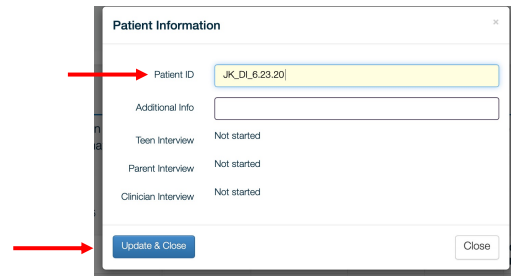 Patient Information
×
Patient ID JK_DI_6.23.20
Additional Info
Teen Interview Not started
Parent Interview Not started
Clinician Interview Not started
Update & Close Close